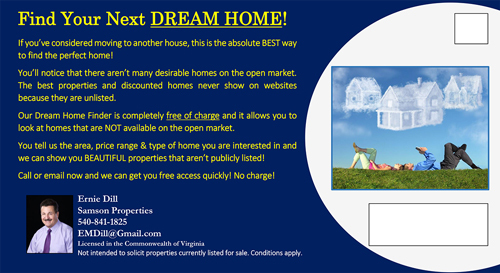 Find Your Next DREAM HOME!
If you've considered moving to another house, this is the absolute BEST way
to find the perfect home!
You'll notice that there aren't many desirable homes on the open market.
The best properties and discounted homes never show on websites
because they are unlisted.
Our Dream Home Finder is completely free of charge and it allows you to
look at homes that are NOT available on the open market.
You tell us the area, price range & type of home you are interested in and
we can show you BEAUTIFUL properties that aren't publicly listed!
Call or email now and we can get you free access quickly! No charge!
Ernie Dill
Samson Properties
540-841-1825
EMDill@Gmail.com
Licensed in the Commonwealth of Virginia
Not intended to solicit properties currently listed for sale. Conditions apply.